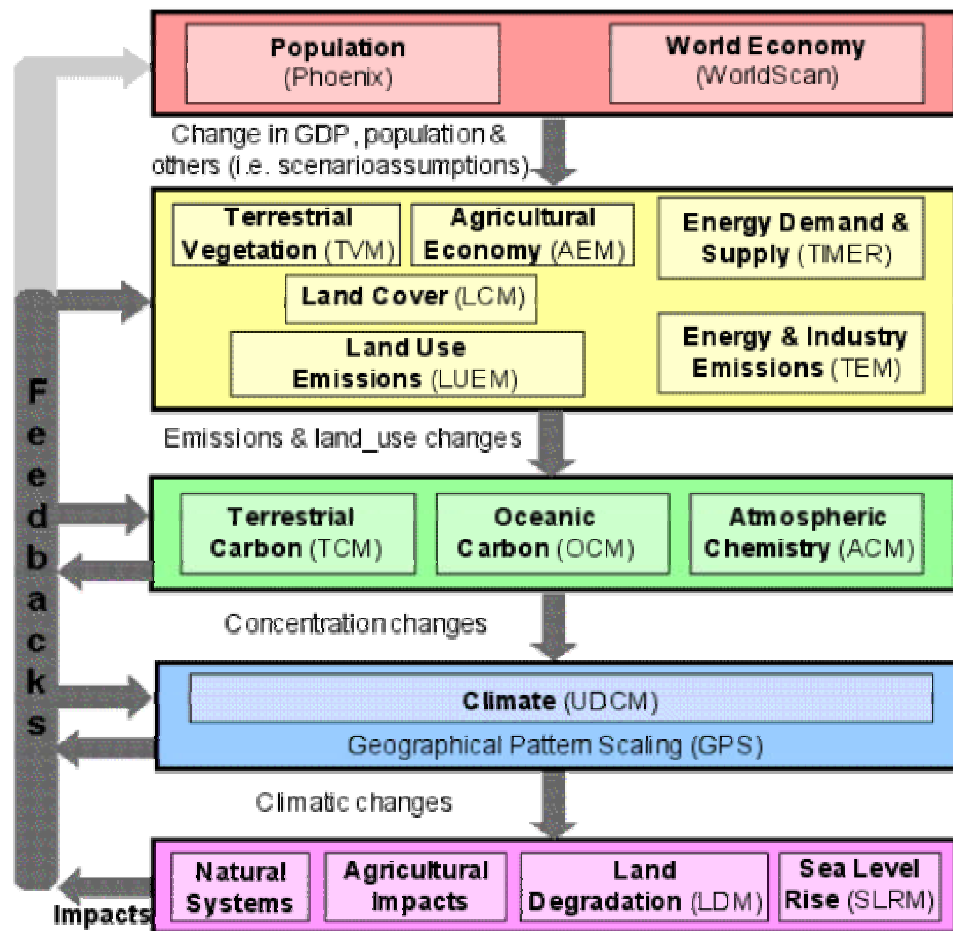 Population
(Phoenix)
World Economy
(WorldScan)
Change in GDP, population &
others (i.e. scenarioassumptions)
Terrestrial
Vegetation (TVM)
Agricultural
Economy (AEM)
Energy Demand &
Supply (TIMER)
Land Cover (LCM)
Land Use
Emissions (LUEM)
Energy & Industry
Emissions (TEM)
Feedbacks
Emissions & land_use changes
Terrestrial
Carbon (TCM)
Oceanic
Carbon (OCM)
Atmospheric
Chemistry (ACM)
Concentration changes
Climate (UDCM)
Geographical Pattern Scaling (GPS)
Climatic changes
Natural
Systems
Agricultural
Impacts
Land
Degradation (LDM)
Sea Level
Rise (SLRM)
Impacts